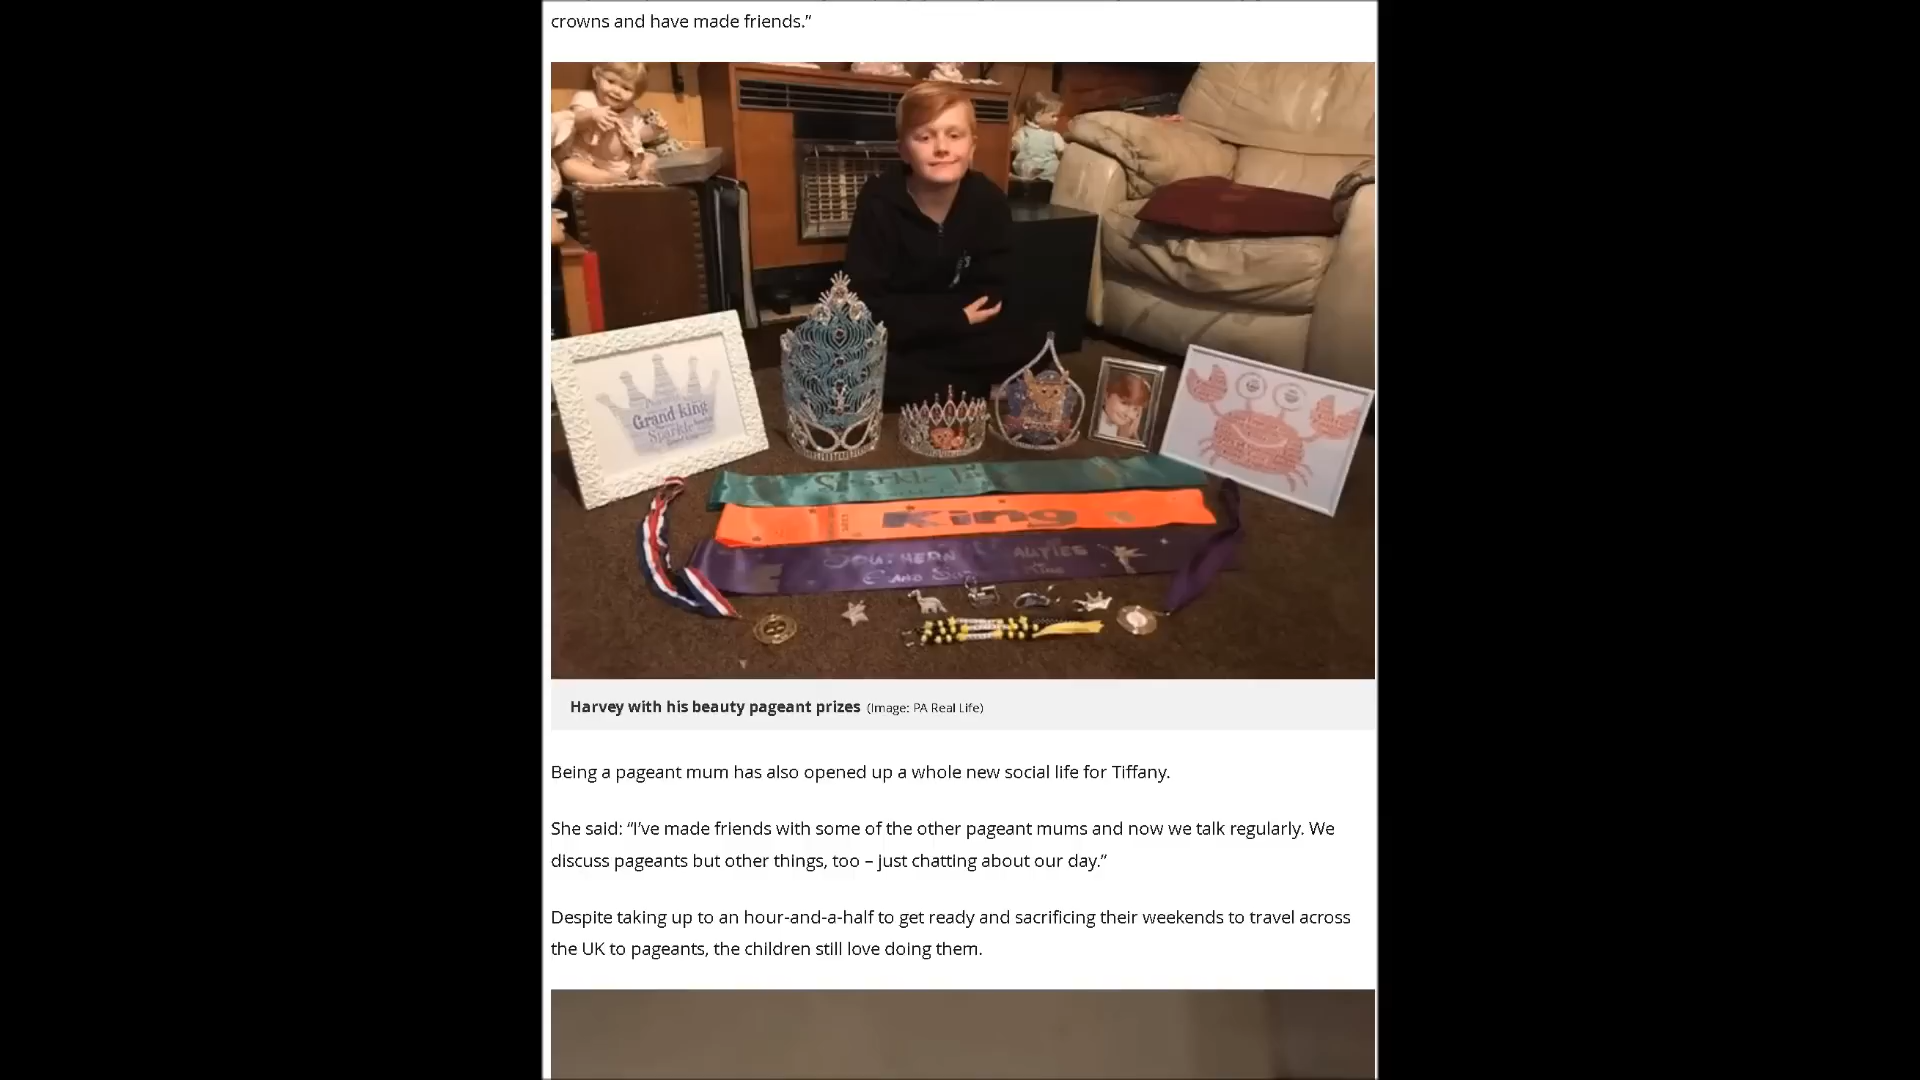 crowns and have made friends.”
Grand king
Sparkle
Sparkle
King
SOUTHERN BEAUTIES
King
Harvey with his beauty pageant prizes (Image: PA Real Life)
Being a pageant mum has also opened up a whole new social life for Tiffany.
She said: “I’ve made friends with some of the other pageant mums and now we talk regularly. We
discuss pageants but other things, too – just chatting about our day.”
Despite taking up to an hour-and-a-half to get ready and sacrificing their weekends to travel across
the UK to pageants, the children still love doing them.